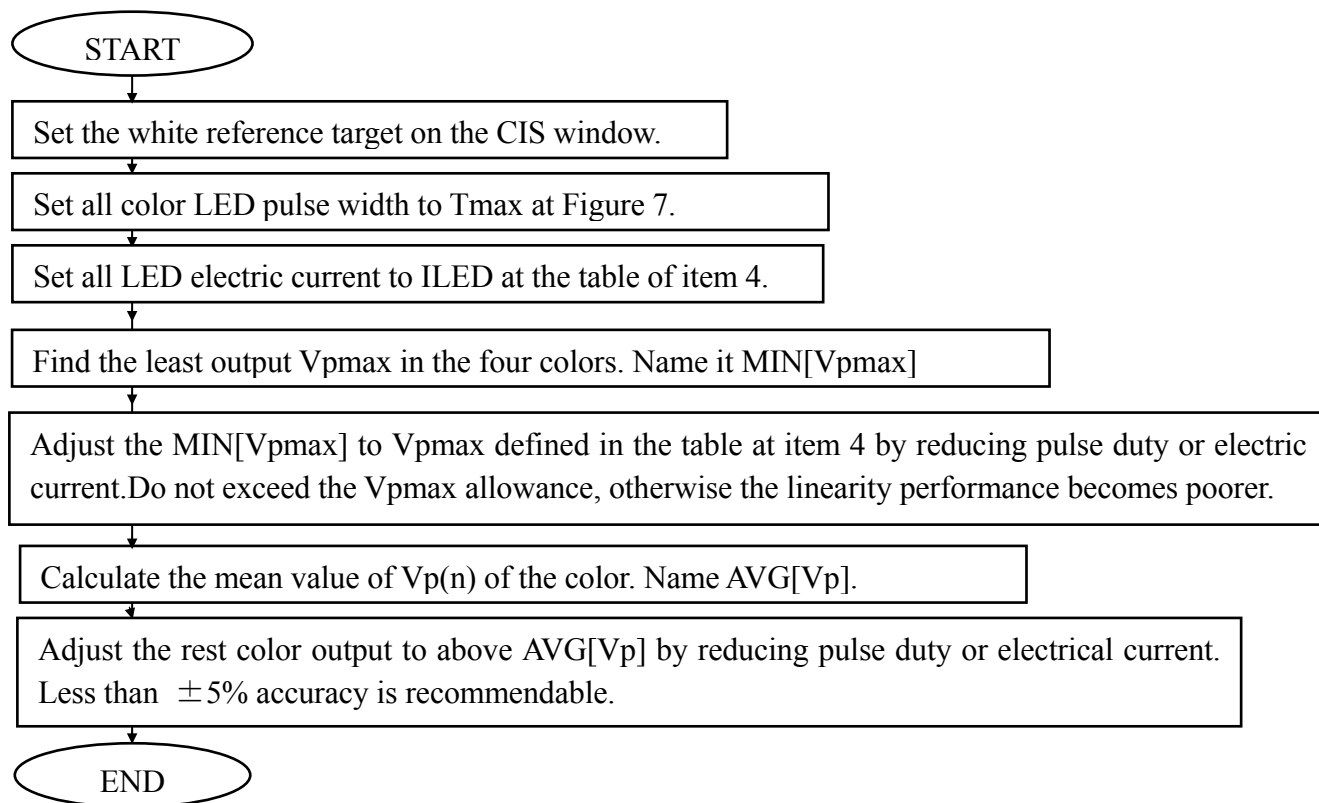 START
Set the white reference target on the CIS window.
Set all color LED pulse width to Tmax at Figure 7.
Set all LED electric current to ILED at the table of item 4.
Find the least output Vpmax in the four colors. Name it MIN[Vpmax]
Adjust the MIN[Vpmax] to Vpmax defined in the table at item 4 by reducing pulse duty or electric
current.Do not exceed the Vpmax allowance, otherwise the linearity performance becomes poorer.
Calculate the mean value of Vp(n) of the color. Name AVG[Vp].
Adjust the rest color output to above AVG[Vp] by reducing pulse duty or electrical current.
Less than ±5% accuracy is recommendable.
END